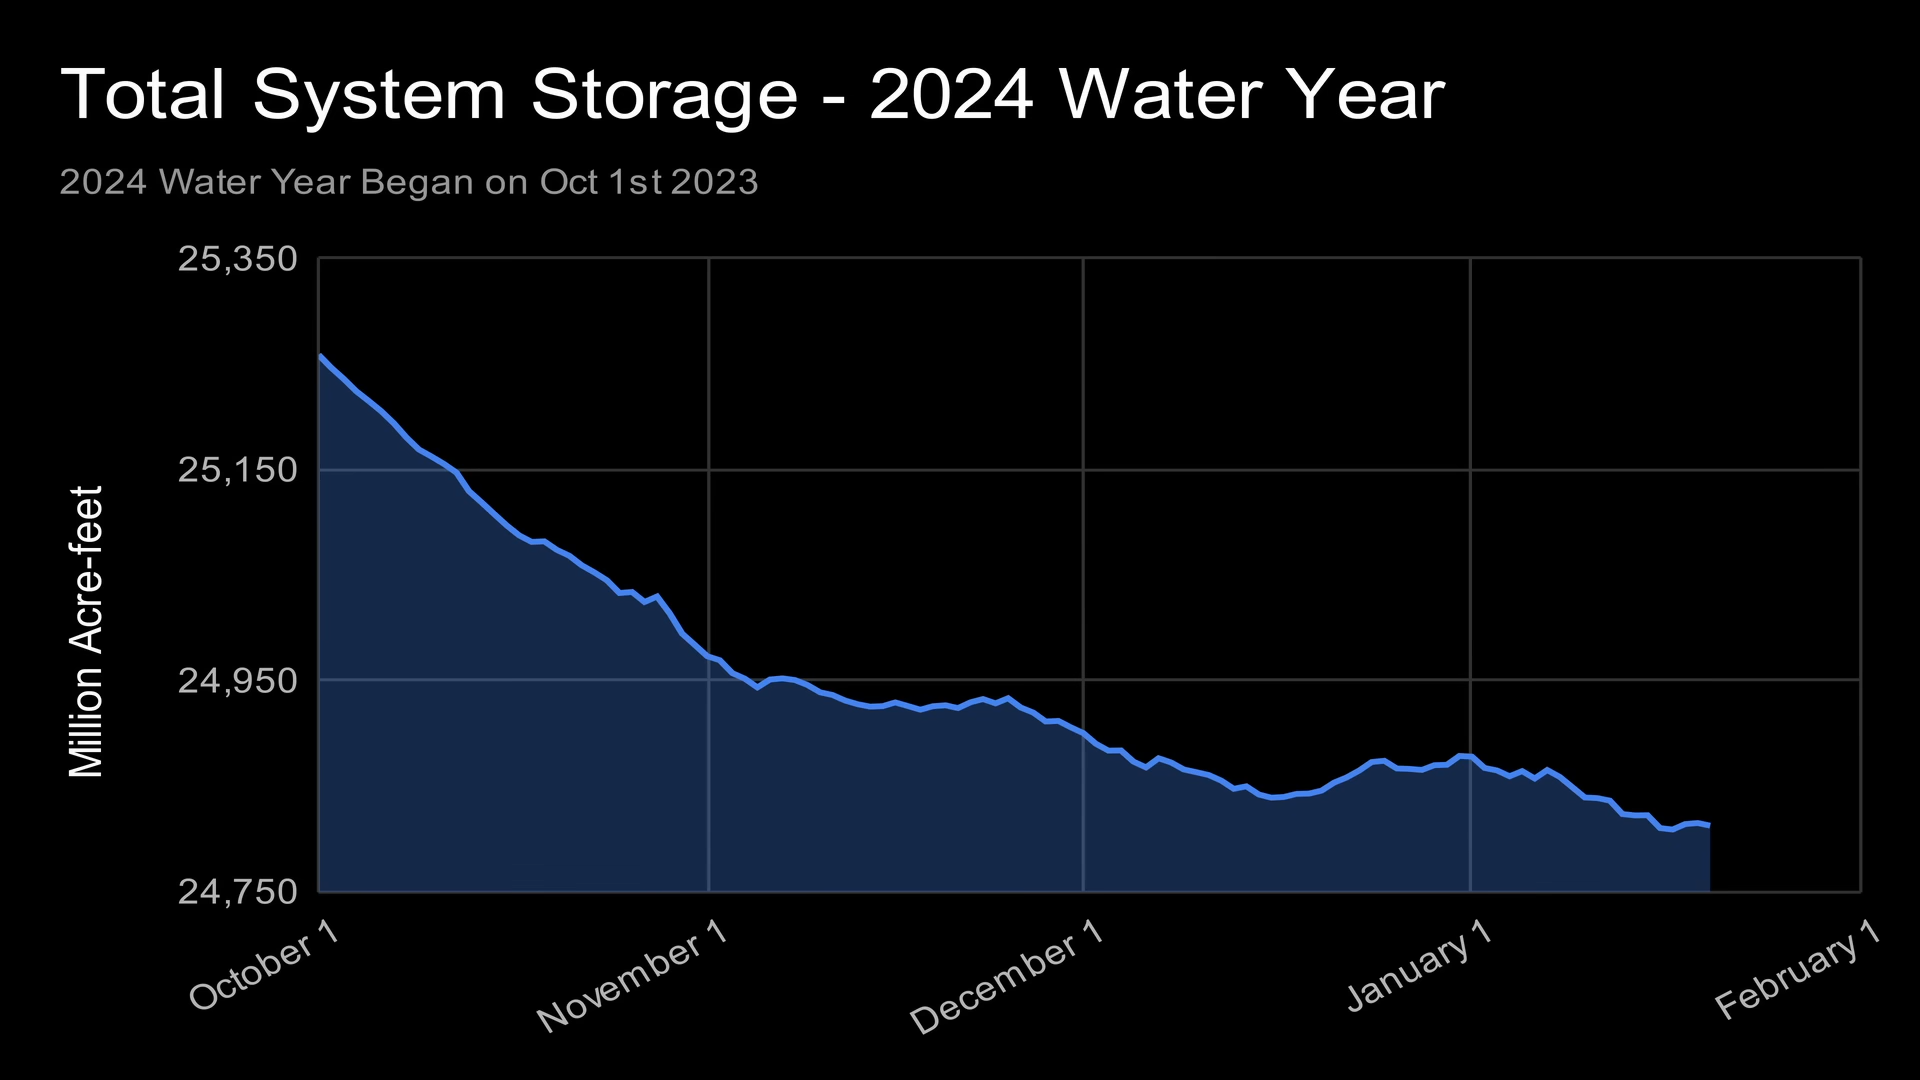 Total System Storage - 2024 Water Year
2024 Water Year Began on Oct 1st 2023
Million Acre-feet
25,350
25,150
24,950
24,750
October 1
November 1
December 1
January 1
February 1